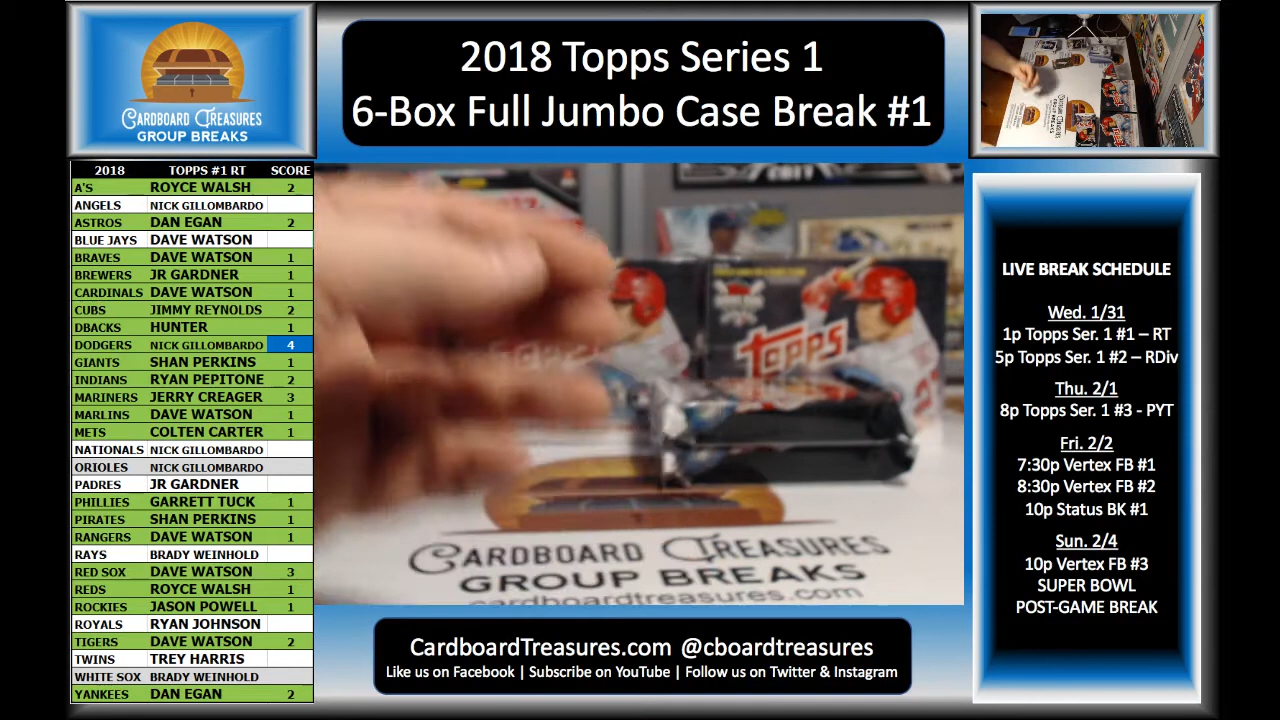 CARDBOARD TREASURES
GROUP BREAKS
2018 Topps Series 1
6-Box Full Jumbo Case Break #1
2018 TOPPS #1 RT SCORE
A'S ROYCE WALSH 2
ANGELS NICK GILLOMBARDO
ASTROS DAN EGAN 2
BLUE JAYS DAVE WATSON
BRAVES DAVE WATSON 1
BREWERS JR GARDNER 1
CARDINALS DAVE WATSON 1
CUBS JIMMY REYNOLDS 2
DBACKS HUNTER 1
DODGERS NICK GILLOMBARDO 4
GIANTS SHAN PERKINS 1
INDIANS RYAN PEPITONE 2
MARINERS JERRY CREAGER 3
MARLINS DAVE WATSON 1
METS COLTEN CARTER 1
NATIONALS NICK GILLOMBARDO
ORIOLES NICK GILLOMBARDO
PADRES JR GARDNER
PHILLIES GARRETT TUCK 1
PIRATES SHAN PERKINS 1
RANGERS DAVE WATSON 1
RAYS BRADY WEINHOLD
RED SOX DAVE WATSON 3
REDS ROYCE WALSH 1
ROCKIES JASON POWELL 1
ROYALS RYAN JOHNSON
TIGERS DAVE WATSON 2
TWINS TREY HARRIS
WHITE SOX BRADY WEINHOLD
YANKEES DAN EGAN 2
TOPPS
CARDBOARD TREASURES
GROUP BREAKS
cardboardtreasures.com
CardboardTreasures.com @cboardtreasures
Like us on Facebook | Subscribe on YouTube | Follow us on Twitter & Instagram
LIVE BREAK SCHEDULE
Wed. 1/31
1p Topps Ser. 1 #1 – RT
5p Topps Ser. 1 #2 – RDiv
Thu. 2/1
8p Topps Ser. 1 #3 - PYT
Fri. 2/2
7:30p Vertex FB #1
8:30p Vertex FB #2
10p Status BK #1
Sun. 2/4
10p Vertex FB #3
SUPER BOWL
POST-GAME BREAK